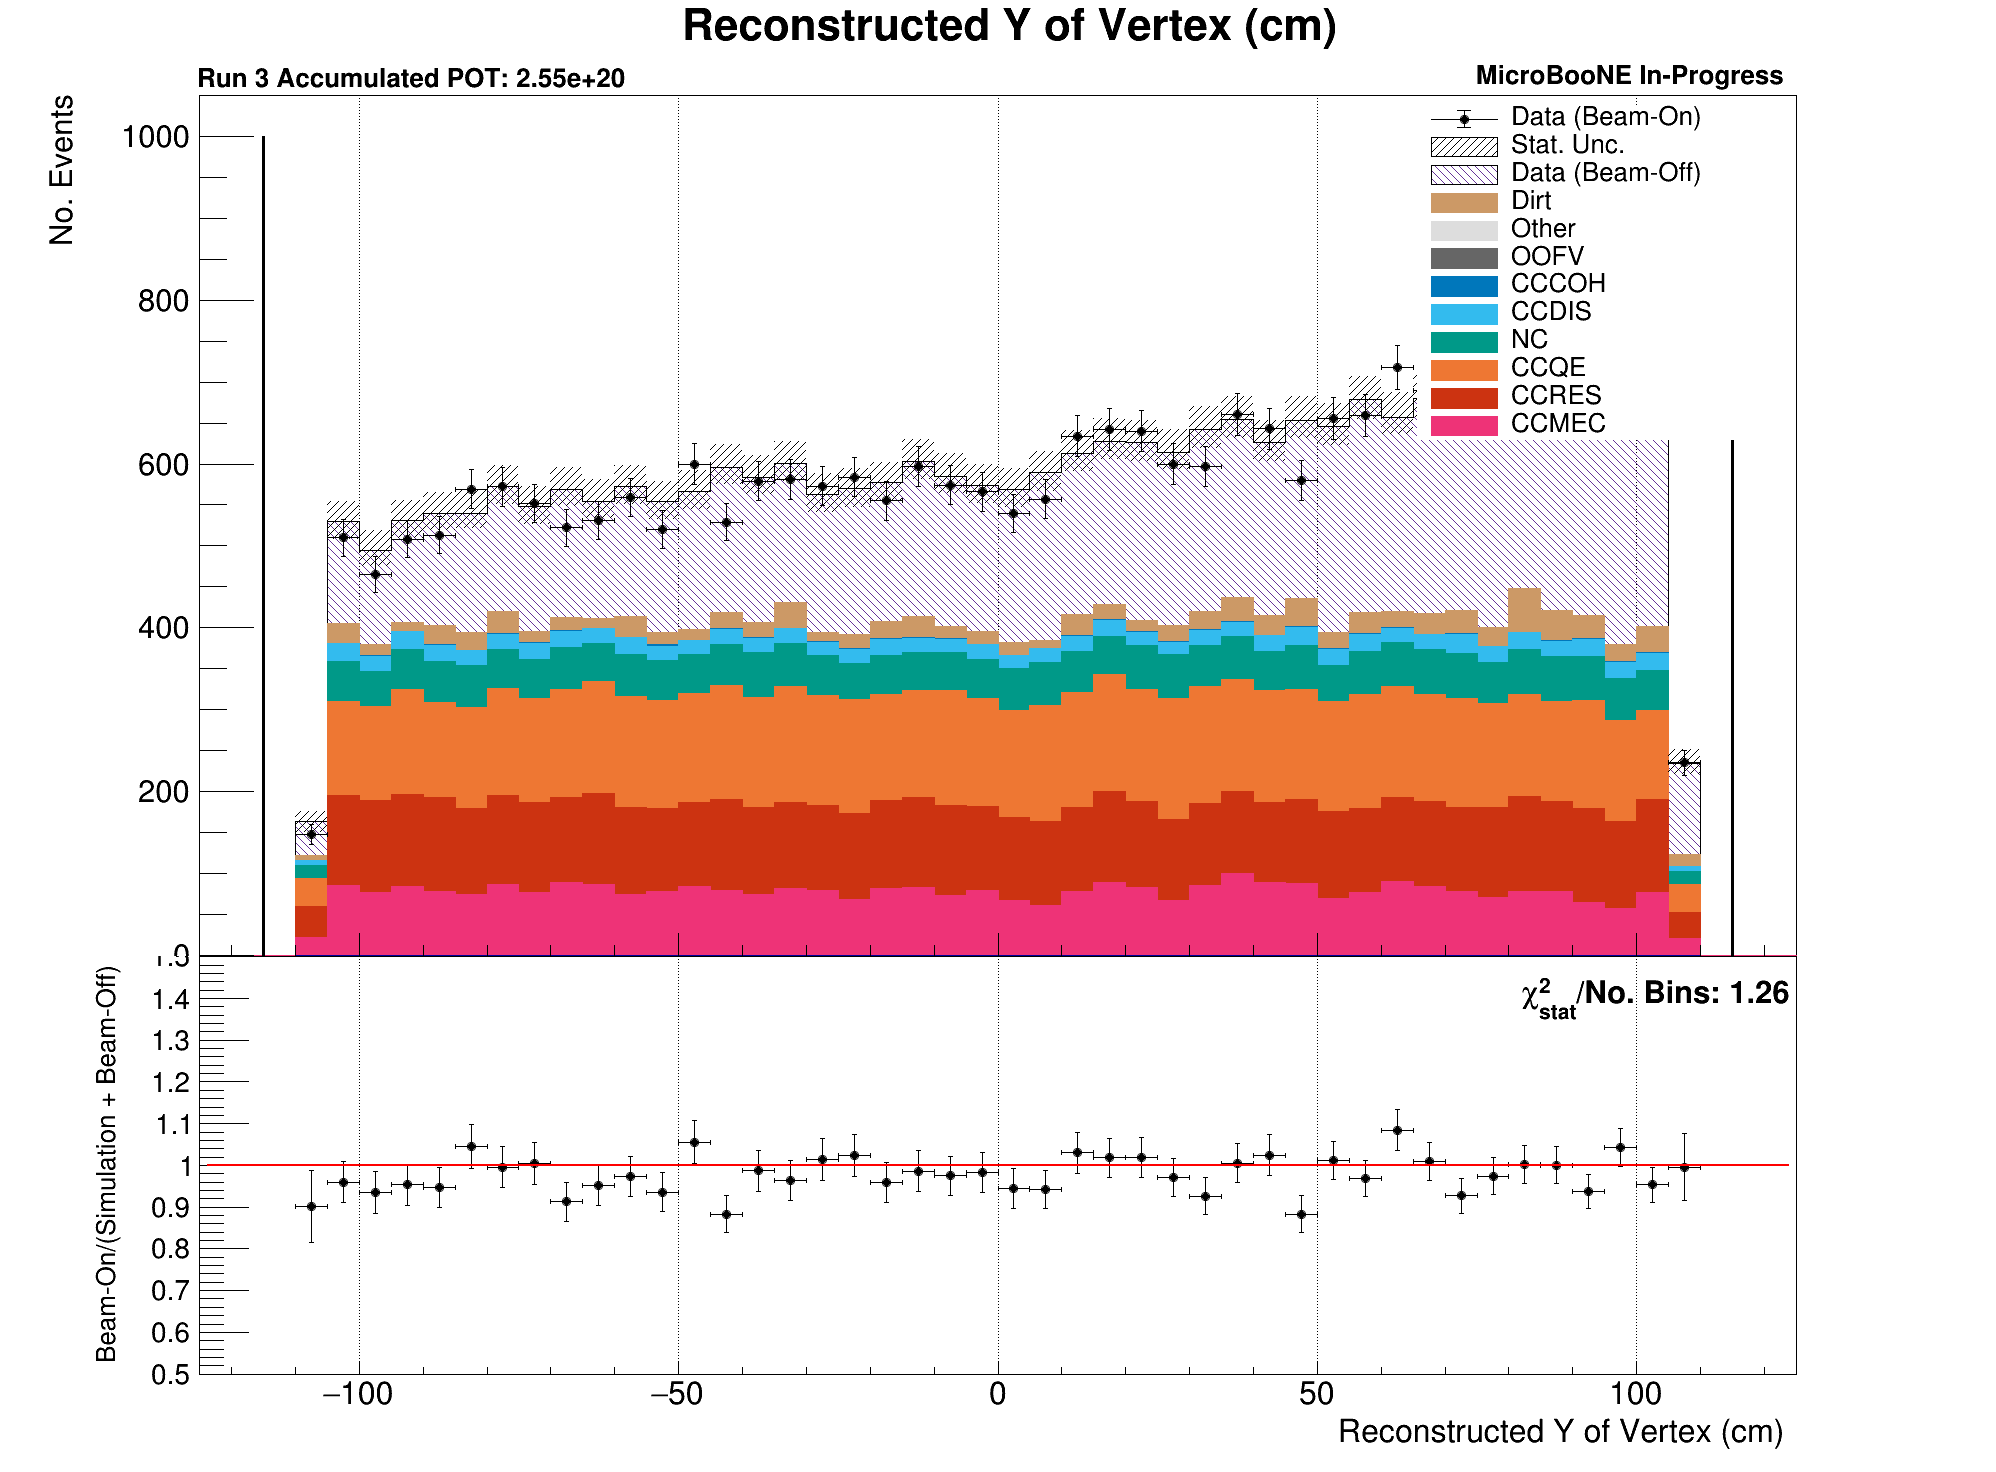 Reconstructed Y of Vertex (cm)
Run 3 Accumulated POT: 2.55e+20
MicroBooNE In-Progress
No. Events
1000
800
600
400
200
0
Data (Beam-On)
Stat. Unc.
Data (Beam-Off)
Dirt
Other
OOFV
CCCOH
CCDIS
NC
CCQE
CCRES
CCMEC
Beam-On/(Simulation + Beam-Off)
1.5
1.4
1.3
1.2
1.1
1
0.9
0.8
0.7
0.6
0.5
χ²stat/No. Bins: 1.26
−100 −50 0 50 100
Reconstructed Y of Vertex (cm)